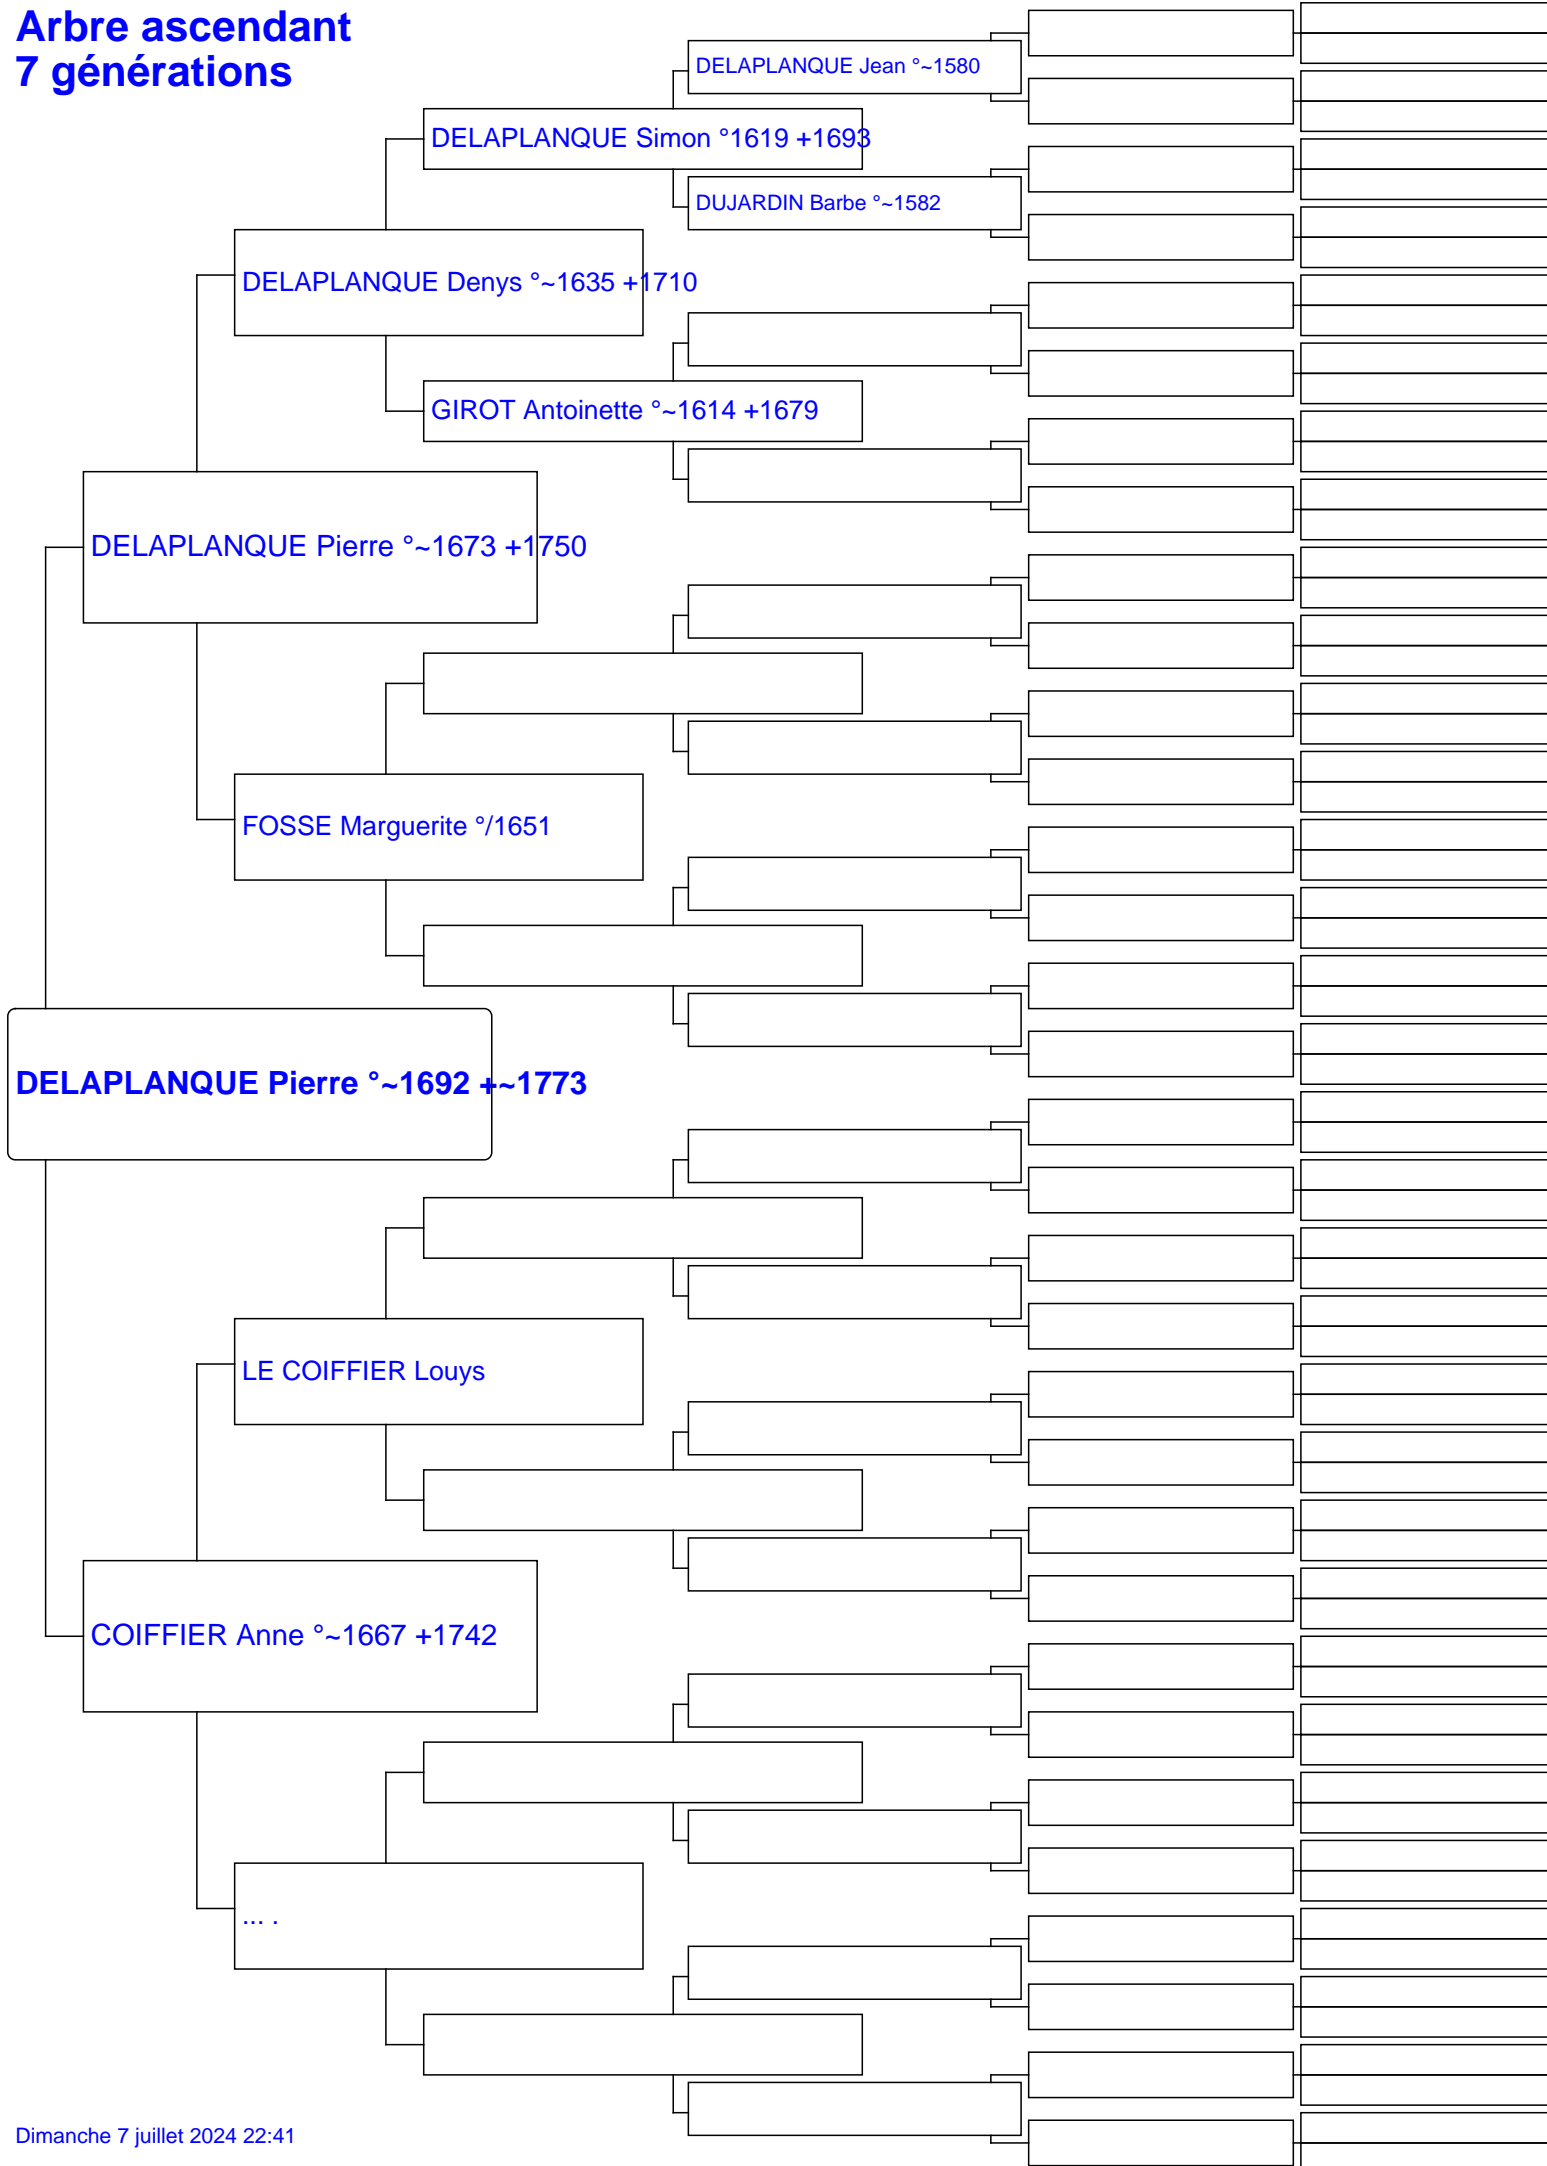 Arbre ascendant
7 générations
DELAPLANQUE Jean °~1580
DELAPLANQUE Simon °1619 +1693
DUJARDIN Barbe °~1582
DELAPLANQUE Denys °~1635 +1710
GIROT Antoinette °~1614 +1679
DELAPLANQUE Pierre °~1673 +1750
FOSSE Marguerite °/1651
DELAPLANQUE Pierre °~1692 +~1773
LE COIFFIER Louys
COIFFIER Anne °~1667 +1742
... .
Dimanche 7 juillet 2024 22:41